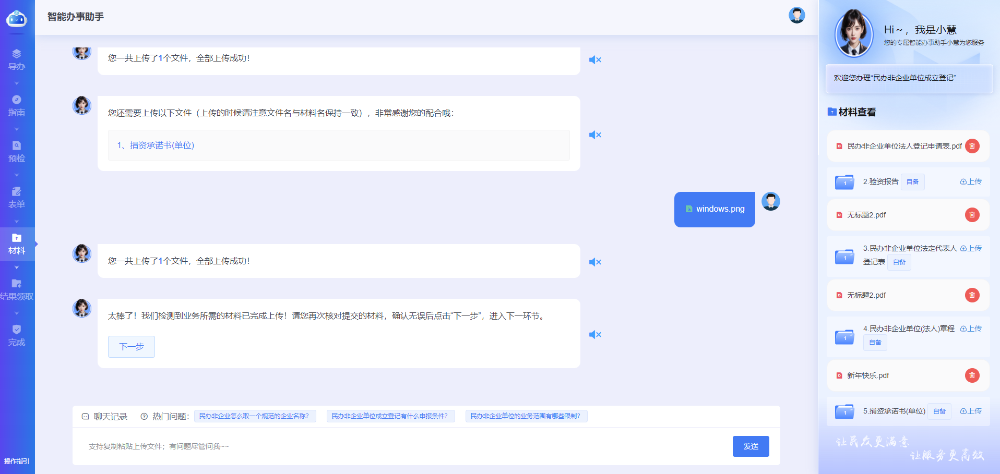 智能办事助手
导办
指南
预检
表单
材料
结果领取
完成
操作指引
您一共上传了1个文件，全部上传成功！
您还需要上传以下文件（上传的时候请注意文件名与材料名保持一致），非常感谢您的配合哦：
1、捐资承诺书(单位)
windows.png
您一共上传了1个文件，全部上传成功！
太棒了！我们检测到业务所需的材料已完成上传！请您再次核对提交的材料，确认无误后点击“下一步”，进入下一环节。
下一步
聊天记录 热门问题： 民办非企业怎么取一个规范的企业名称？ 民办非企业单位成立登记有什么申报条件？ 民办非企业单位的业务范围有哪些限制？
支持复制粘贴上传文件；有问题尽管问我~~
发送
Hi～，我是小慧
您的专属智能办事助手小慧为您服务
欢迎您办理“民办非企业单位成立登记”
材料查看
民办非企业单位法人登记申请表.pdf
1 2.验资报告 自备 上传
无标题2.pdf
1 3.民办非企业单位法定代表人 上传
登记表 自备
无标题2.pdf
1 4.民办非企业单位(法人)章程 上传
自备
新年快乐.pdf
1 5.捐资承诺书(单位) 自备 上传
让民众更满意
让服务更高效